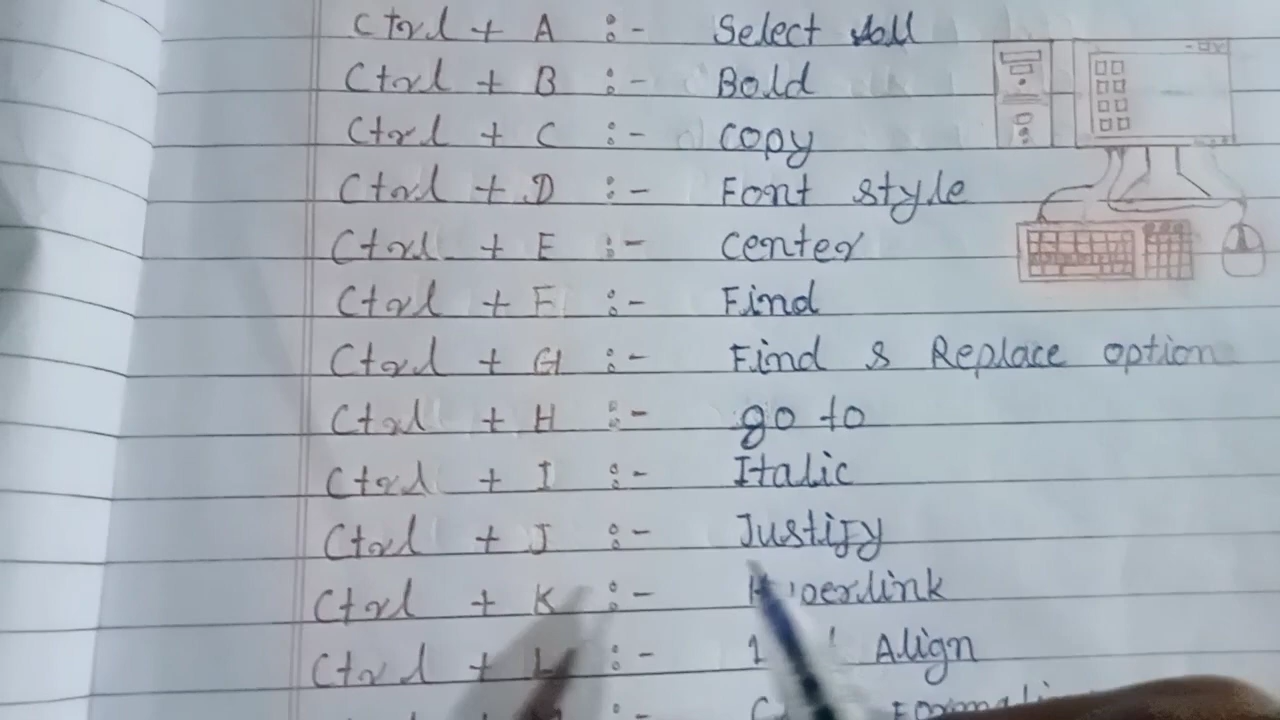 Ctrl + A :- Select All
Ctrl + B :- Bold
Ctrl + C :- Copy
Ctrl + D :- Font style
Ctrl + E :- Center
Ctrl + F :- Find
Ctrl + G :- Find & Replace option
Ctrl + H :- go to
Ctrl + I :- Italic
Ctrl + J :- Justify
Ctrl + K :- Hyperlink
Ctrl + L :- Align